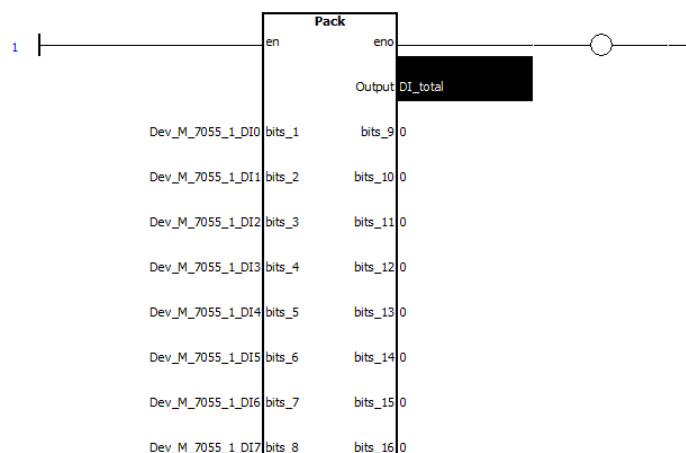 Pack
1
en eno
Output DI_total
Dev_M_7055_1_DI0 bits_1 bits_9 0
Dev_M_7055_1_DI1 bits_2 bits_10 0
Dev_M_7055_1_DI2 bits_3 bits_11 0
Dev_M_7055_1_DI3 bits_4 bits_12 0
Dev_M_7055_1_DI4 bits_5 bits_13 0
Dev_M_7055_1_DI5 bits_6 bits_14 0
Dev_M_7055_1_DI6 bits_7 bits_15 0
Dev_M_7055_1_DI7 bits_8 bits_16 0